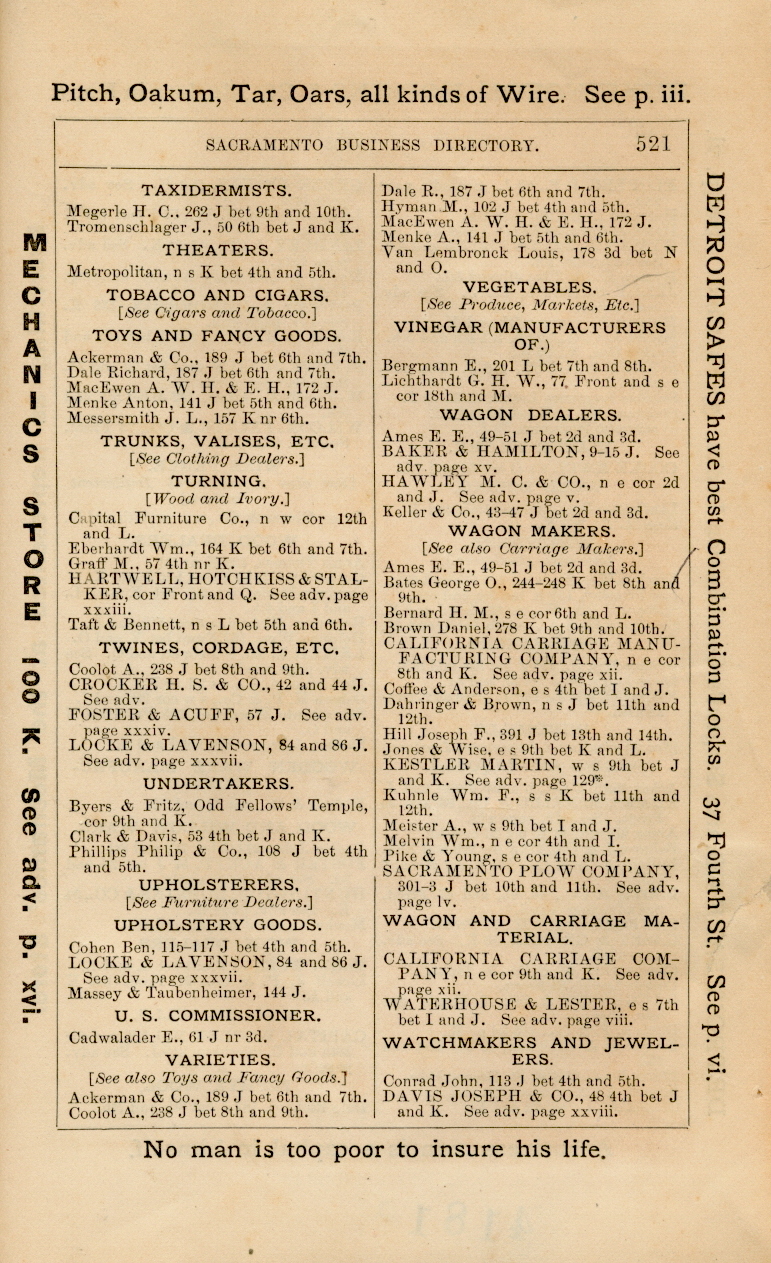 Pitch, Oakum, Tar, Oars, all kinds of Wire. See p. iii.
SACRAMENTO BUSINESS DIRECTORY. 521
MECHANICS STORE 100 K. See adv. p. xvi.
TAXIDERMISTS.
Megerle H. C., 262 J bet 9th and 10th.
Tromenschlager J., 50 6th bet J and K.
THEATERS.
Metropolitan, n s K bet 4th and 5th.
TOBACCO AND CIGARS.
[See Cigars and Tobacco.]
TOYS AND FANCY GOODS.
Ackerman & Co., 189 J bet 6th and 7th.
Dale Richard, 187 J bet 6th and 7th.
MacEwen A. W. H. & E. H., 172 J.
Menke Anton, 141 J bet 5th and 6th.
Messersmith J. L., 157 K nr 6th.
TRUNKS, VALISES, ETC.
[See Clothing Dealers.]
TURNING.
[Wood and Ivory.]
Capital Furniture Co., n w cor 12th
and L.
Eberhardt Wm., 164 K bet 6th and 7th.
Graff M., 57 4th nr K.
HARTWELL, HOTCHKISS & STAL-
KER, cor Front and Q. See adv. page
xxxiii.
Taft & Bennett, n s L bet 5th and 6th.
TWINES, CORDAGE, ETC.
Coolot A., 238 J bet 8th and 9th.
CROCKER H. S. & CO., 42 and 44 J.
See adv.
FOSTER & ACUFF, 57 J. See adv.
page xxxiv.
LOCKE & LAVENSON, 84 and 86 J.
See adv. page xxxvii.
UNDERTAKERS.
Byers & Fritz, Odd Fellows' Temple,
cor 9th and K.
Clark & Davis, 53 4th bet J and K.
Phillips Philip & Co., 108 J bet 4th
and 5th.
UPHOLSTERERS.
[See Furniture Dealers.]
UPHOLSTERY GOODS.
Cohen Ben, 115-117 J bet 4th and 5th.
LOCKE & LAVENSON, 84 and 86 J.
See adv. page xxxvii.
Massey & Taubenheimer, 144 J.
U. S. COMMISSIONER.
Cadwalader E., 61 J nr 3d.
VARIETIES.
[See also Toys and Fancy Goods.]
Ackerman & Co., 189 J bet 6th and 7th.
Coolot A., 238 J bet 8th and 9th.
Dale R., 187 J bet 6th and 7th.
Hyman M., 102 J bet 4th and 5th.
MacEwen A. W. H. & E. H., 172 J.
Menke A., 141 J bet 5th and 6th.
Van Lembronck Louis, 178 3d bet N
and O.
VEGETABLES.
[See Produce, Markets, Etc.]
VINEGAR (MANUFACTURERS
OF.)
Bergmann E., 201 L bet 7th and 8th.
Lichthardt G. H. W., 77 Front and s e
cor 18th and M.
WAGON DEALERS.
Ames E. E., 49-51 J bet 2d and 3d.
BAKER & HAMILTON, 9-15 J. See
adv. page xv.
HAWLEY M. C. & CO., n e cor 2d
and J. See adv. page v.
Keller & Co., 43-47 J bet 2d and 3d.
WAGON MAKERS.
[See also Carriage Makers.]
Ames E. E., 49-51 J bet 2d and 3d.
Bates George O., 244-248 K bet 8th and
9th.
Bernard H. M., s e cor 6th and L.
Brown Daniel, 278 K bet 9th and 10th.
CALIFORNIA CARRIAGE MANU-
FACTURING COMPANY, n e cor
8th and K. See adv. page xii.
Coffee & Anderson, e s 4th bet I and J.
Dahringer & Brown, n s J bet 11th and
12th.
Hill Joseph F., 391 J bet 13th and 14th.
Jones & Wise, e s 9th bet K and L.
KESTLER MARTIN, w s 9th bet J
and K. See adv. page 129*.
Kuhnle Wm. F., s s K bet 11th and
12th.
Meister A., w s 9th bet I and J.
Melvin Wm., n e cor 4th and I.
Pike & Young, s e cor 4th and L.
SACRAMENTO PLOW COMPANY,
301-3 J bet 10th and 11th. See adv.
page lv.
WAGON AND CARRIAGE MA-
TERIAL.
CALIFORNIA CARRIAGE COM-
PANY, n e cor 9th and K. See adv.
page xii.
WATERHOUSE & LESTER, e s 7th
bet I and J. See adv. page viii.
WATCHMAKERS AND JEWEL-
ERS.
Conrad John, 113 J bet 4th and 5th.
DAVIS JOSEPH & CO., 48 4th bet J
and K. See adv. page xxviii.
DETROIT SAFES have best Combination Locks. 37 Fourth St. See p. vi.
No man is too poor to insure his life.